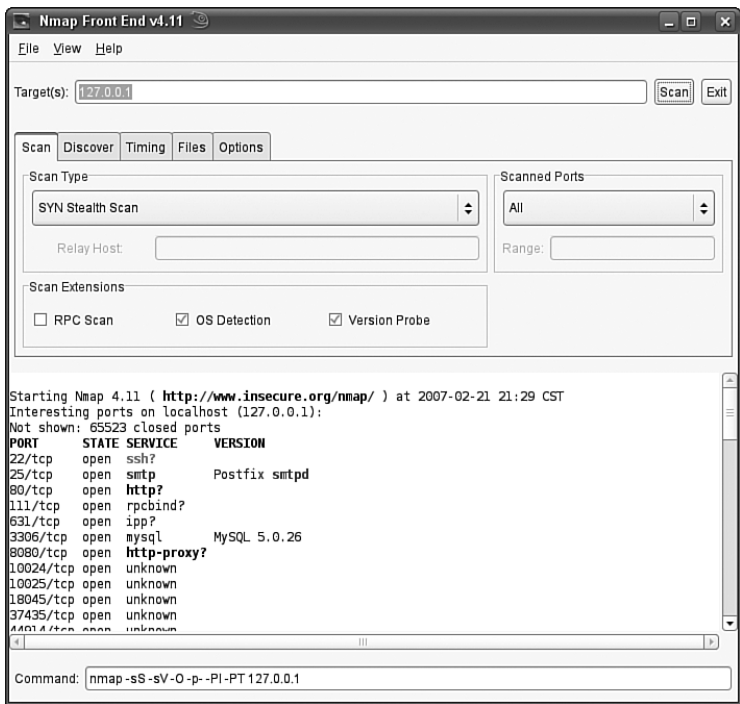 Nmap Front End v4.11
File View Help
Target(s): 127.0.0.1 Scan Exit
Scan Discover Timing Files Options
Scan Type
SYN Stealth Scan
Relay Host:
Scanned Ports
All
Range:
Scan Extensions
RPC Scan OS Detection Version Probe
Starting Nmap 4.11 ( http://www.insecure.org/nmap/ ) at 2007-02-21 21:29 CST
Interesting ports on localhost (127.0.0.1):
Not shown: 65523 closed ports
PORT STATE SERVICE VERSION
22/tcp open ssh?
25/tcp open smtp Postfix smtpd
80/tcp open http?
111/tcp open rpcbind?
631/tcp open ipp?
3306/tcp open mysql MySQL 5.0.26
8080/tcp open http-proxy?
10024/tcp open unknown
10025/tcp open unknown
18045/tcp open unknown
37435/tcp open unknown
44914/tcp open unknown
Command: nmap -sS -sV -O -p- -PI -PT 127.0.0.1